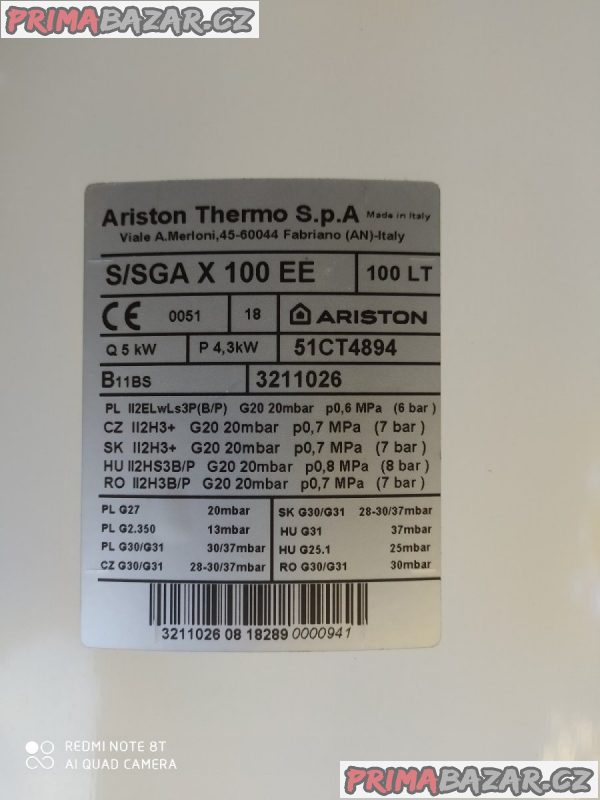 PRIMABAZAR.CZ
Ariston Thermo S.p.A Made in Italy
Viale A.Merloni,45-60044 Fabriano (AN)-Italy
S/SGA X 100 EE 100 LT
CE 0051 18 ARISTON
Q 5 kW P 4,3kW 51CT4894
B11BS 3211026
PL II2ELwLs3P(B/P) G20 20mbar p0,6 MPa (6 bar)
CZ II2H3+ G20 20mbar p0,7 MPa (7 bar)
SK II2H3+ G20 20mbar p0,7 MPa (7 bar)
HU II2HS3B/P G20 20mbar p0,8 MPa (8 bar)
RO II2H3B/P G20 20mbar p0,7 MPa (7 bar)
PL G27 20mbar
PL G2.350 13mbar
PL G30/G31 30/37mbar
CZ G30/G31 28-30/37mbar
SK G30/G31 28-30/37mbar
HU G31 37mbar
HU G25.1 25mbar
RO G30/G31 30mbar
3211026 08 18289 0000941
REDMI NOTE 8T
AI QUAD CAMERA
PRIMABAZAR.CZ